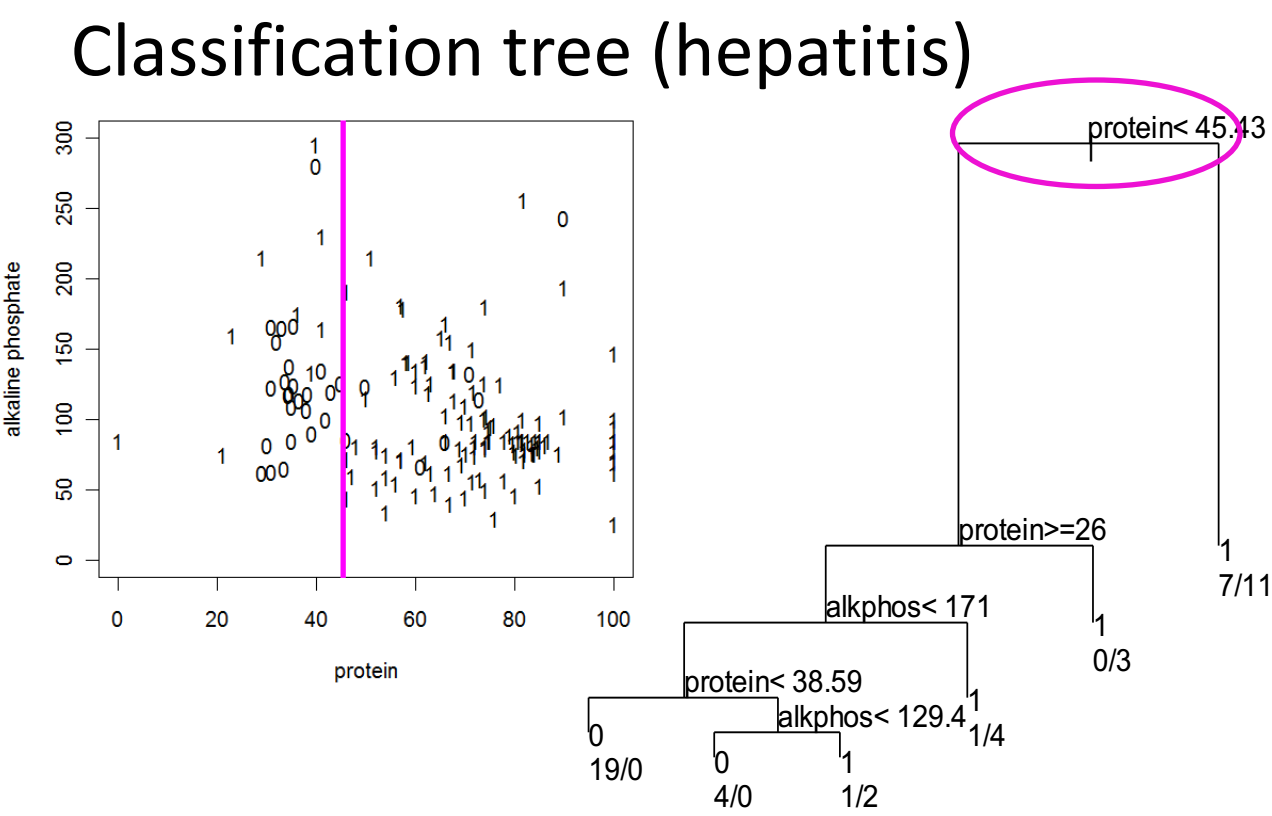 Classification tree (hepatitis)
protein< 45.43
alkaline phosphate
300
250
200
150
100
50
0
0 20 40 60 80 100
protein
protein>=26
1
7/11
alkphos< 171
1
0/3
protein< 38.59
1
1/4
alkphos< 129.4
0
19/0
0
4/0
1
1/2